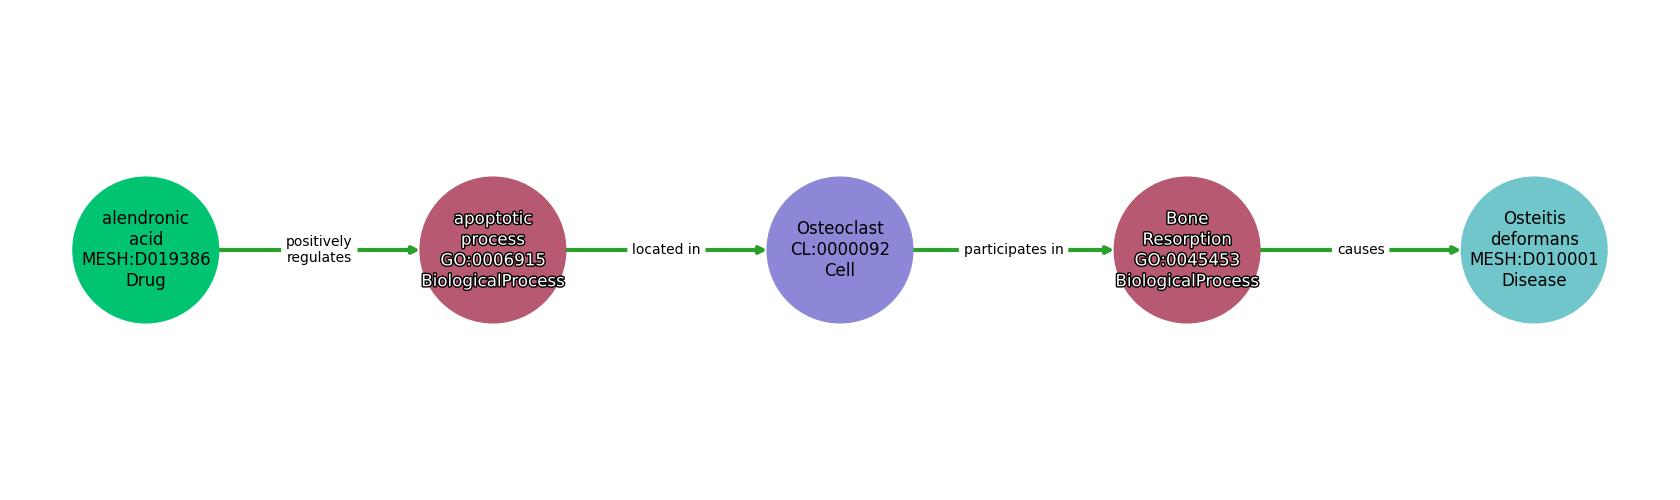 alendronic
acid
MESH:D019386
Drug
positively
regulates
apoptotic
process
GO:0006915
BiologicalProcess
located in
Osteoclast
CL:0000092
Cell
participates in
Bone
Resorption
GO:0045453
BiologicalProcess
causes
Osteitis
deformans
MESH:D010001
Disease